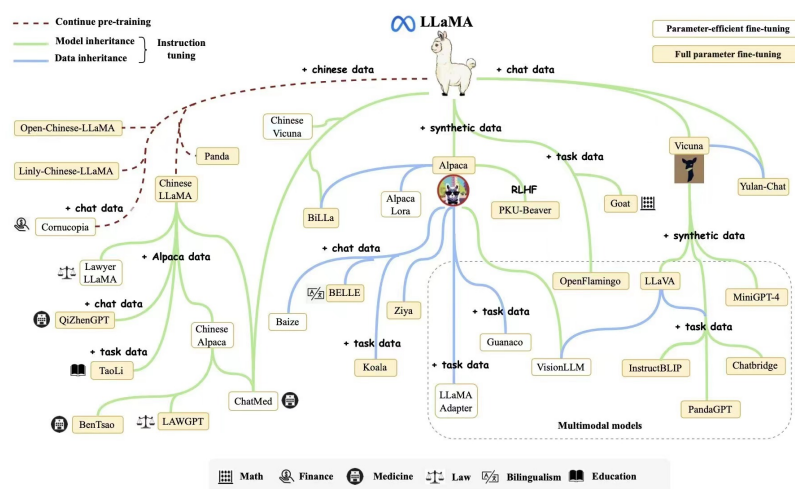 LLaMA
Continue pre-training
Model inheritance
Data inheritance
Instruction
tuning
Parameter-efficient fine-tuning
Full parameter fine-tuning
+ chinese data
+ chat data
Open-Chinese-LLaMA
Linly-Chinese-LLaMA
Panda
Chinese
LLaMA
Chinese
Vicuna
+ synthetic data
Alpaca
+ task data
Vicuna
Yulan-Chat
+ chat data
Cornucopia
BiLLa
Alpaca
Lora
RLHF
PKU-Beaver
Goat
+ Alpaca data
Lawyer
LLaMA
+ chat data
BELLE
+ synthetic data
OpenFlamingo
LLaVA
MiniGPT-4
+ chat data
QiZhenGPT
Chinese
Alpaca
Baize
Ziya
+ task data
Guanaco
+ task data
+ task data
TaoLi
+ task data
Koala
+ task data
VisionLLM
InstructBLIP
Chatbridge
BenTsao
LAWGPT
ChatMed
LLaMA
Adapter
PandaGPT
Multimodal models
Math
Finance
Medicine
Law
Bilingualism
Education